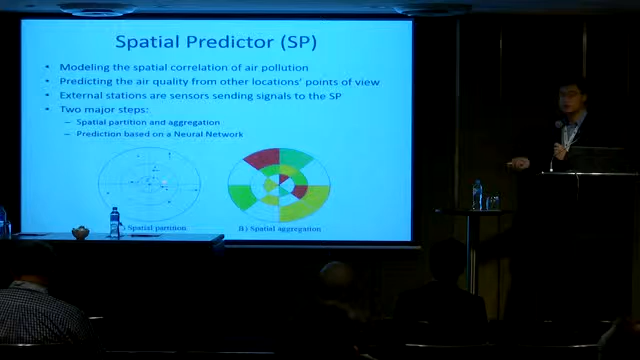 Spatial Predictor (SP)
• Modeling the spatial correlation of air pollution
• Predicting the air quality from other locations' points of view
• External stations are sensors sending signals to the SP
• Two major steps:
– Spatial partition and aggregation
– Prediction based on a Neural Network
) Spatial partition
) Spatial aggregation